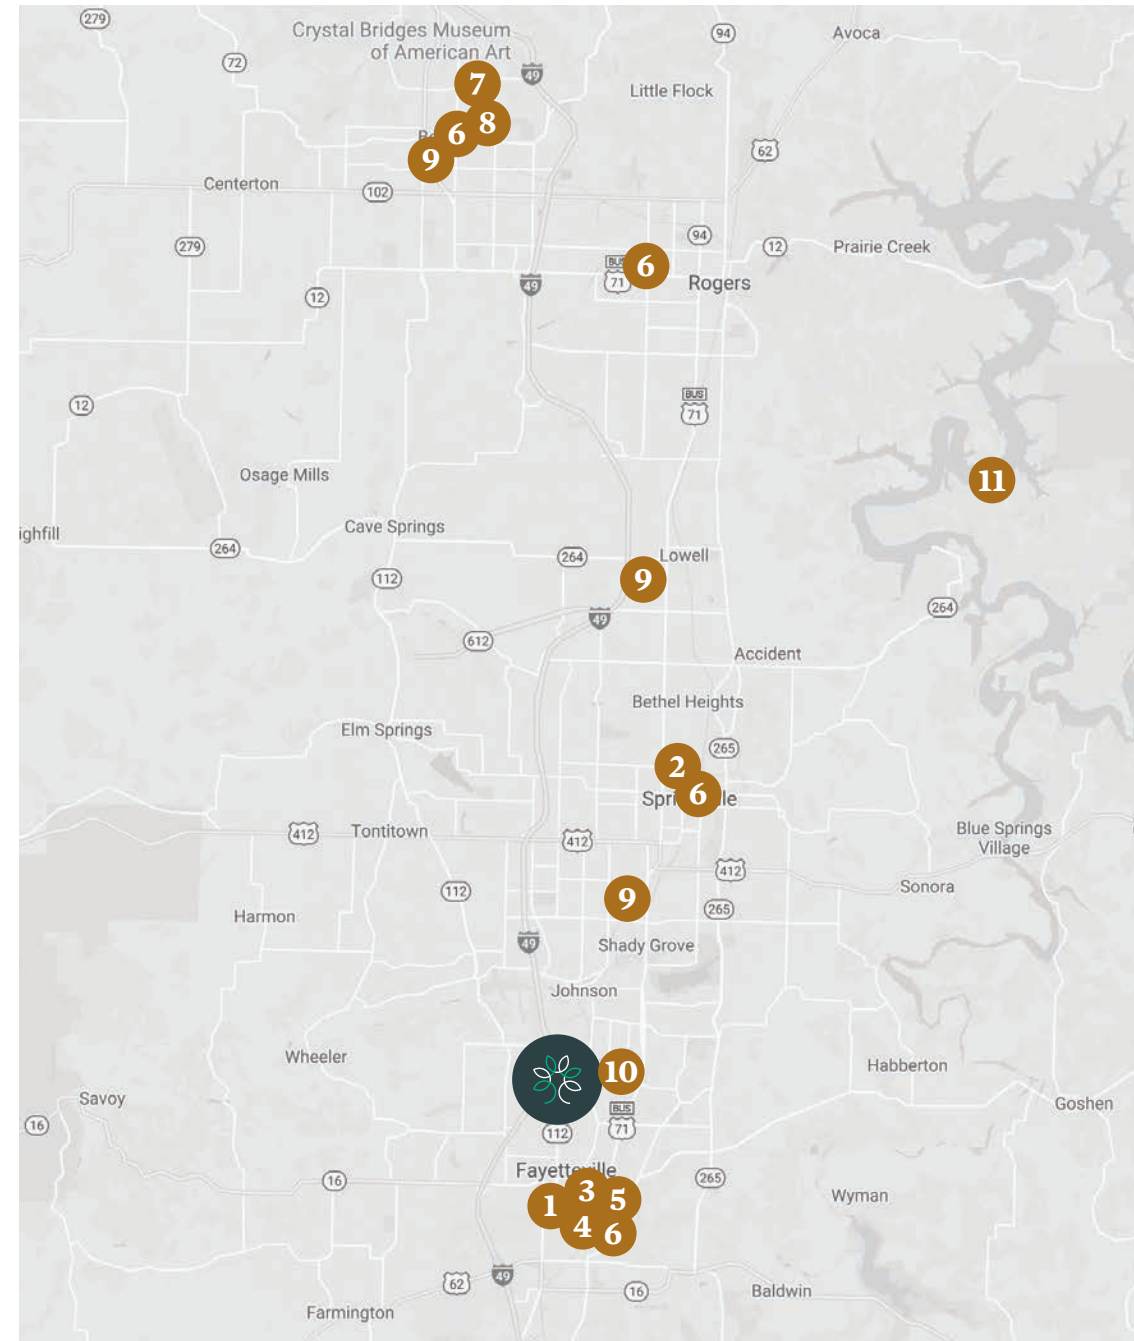 279
Crystal Bridges Museum
of American Art
94
Avoca
72
49
7
Little Flock
8
6
9
62
Centerton
102
94
279
12
Prairie Creek
BUS
71
6
Rogers
49
12
BUS
71
12
Osage Mills
11
Cave Springs
ighfill
264
264
Lowell
112
9
264
49
612
Accident
Bethel Heights
Elm Springs
265
2
6
Tontitown
412
412
Blue Springs
Village
412
112
Sonora
9
265
Harmon
49
Shady Grove
Johnson
Wheeler
10
Habberton
Savoy
Goshen
BUS
71
16
112
Fayetteville
16
265
3
5
1
Wyman
4
6
49
62
16
Baldwin
Farmington